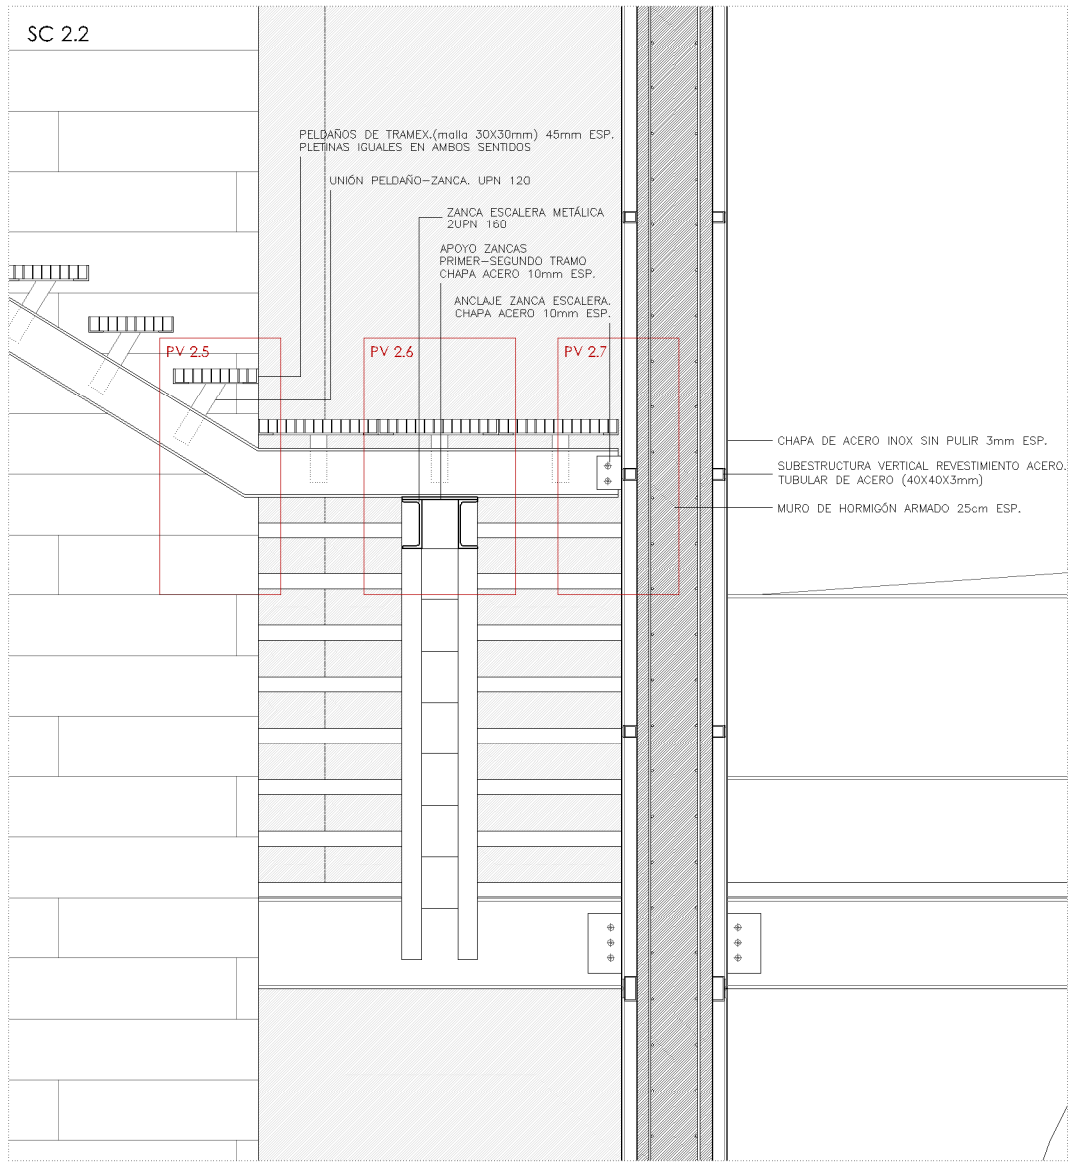 SC 2.2
PELDAÑOS DE TRAMEX.(malla 30X30mm) 45mm ESP.
PLETINAS IGUALES EN AMBOS SENTIDOS
UNIÓN PELDAÑO-ZANCA. UPN 120
ZANCA ESCALERA METÁLICA
2UPN 160
APOYO ZANCAS
PRIMER-SEGUNDO TRAMO
CHAPA ACERO 10mm ESP.
ANCLAJE ZANCA ESCALERA.
CHAPA ACERO 10mm ESP.
PV 2.5
PV 2.6
PV 2.7
CHAPA DE ACERO INOX SIN PULIR 3mm ESP.
SUBESTRUCTURA VERTICAL REVESTIMIENTO ACERO.
TUBULAR DE ACERO (40X40X3mm)
MURO DE HORMIGÓN ARMADO 25cm ESP.